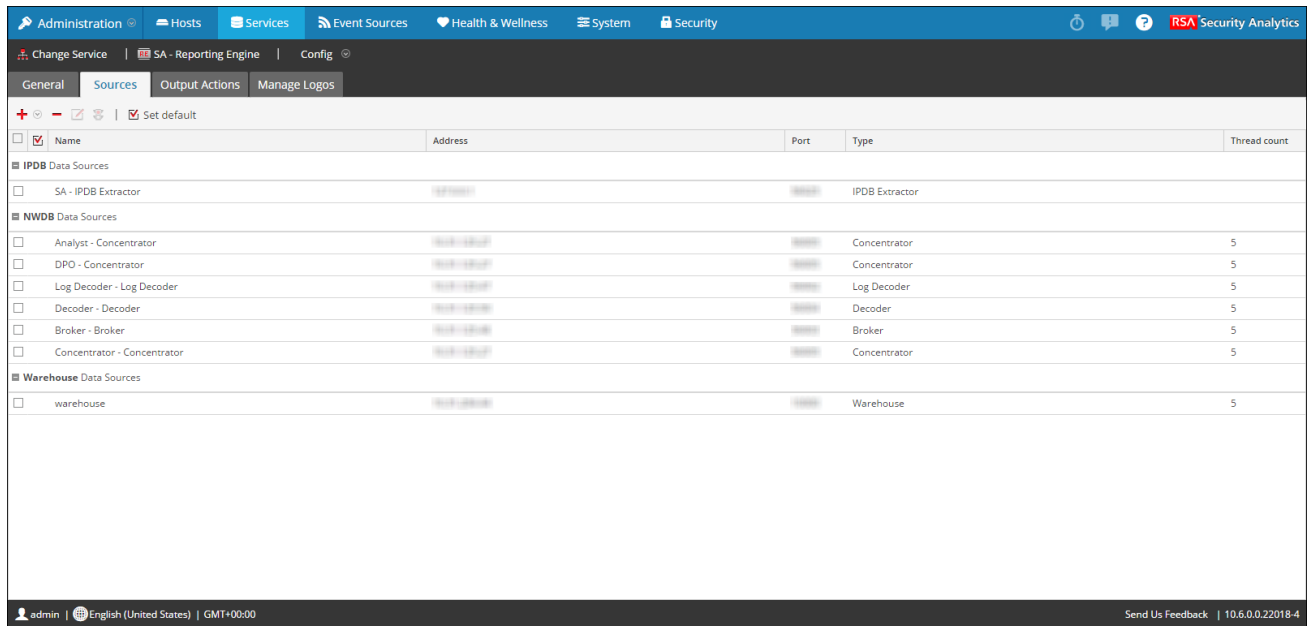 Administration Hosts Services Event Sources Health & Wellness System Security RSA Security Analytics
Change Service | RE SA - Reporting Engine | Config
General Sources Output Actions Manage Logos
Set default
Name Address Port Type Thread count
IPDB Data Sources
SA - IPDB Extractor IPDB Extractor
NWDB Data Sources
Analyst - Concentrator Concentrator 5
DPO - Concentrator Concentrator 5
Log Decoder - Log Decoder Log Decoder 5
Decoder - Decoder Decoder 5
Broker - Broker Broker 5
Concentrator - Concentrator Concentrator 5
Warehouse Data Sources
warehouse Warehouse 5
admin | English (United States) | GMT+00:00 Send Us Feedback | 10.6.0.0.22018-4